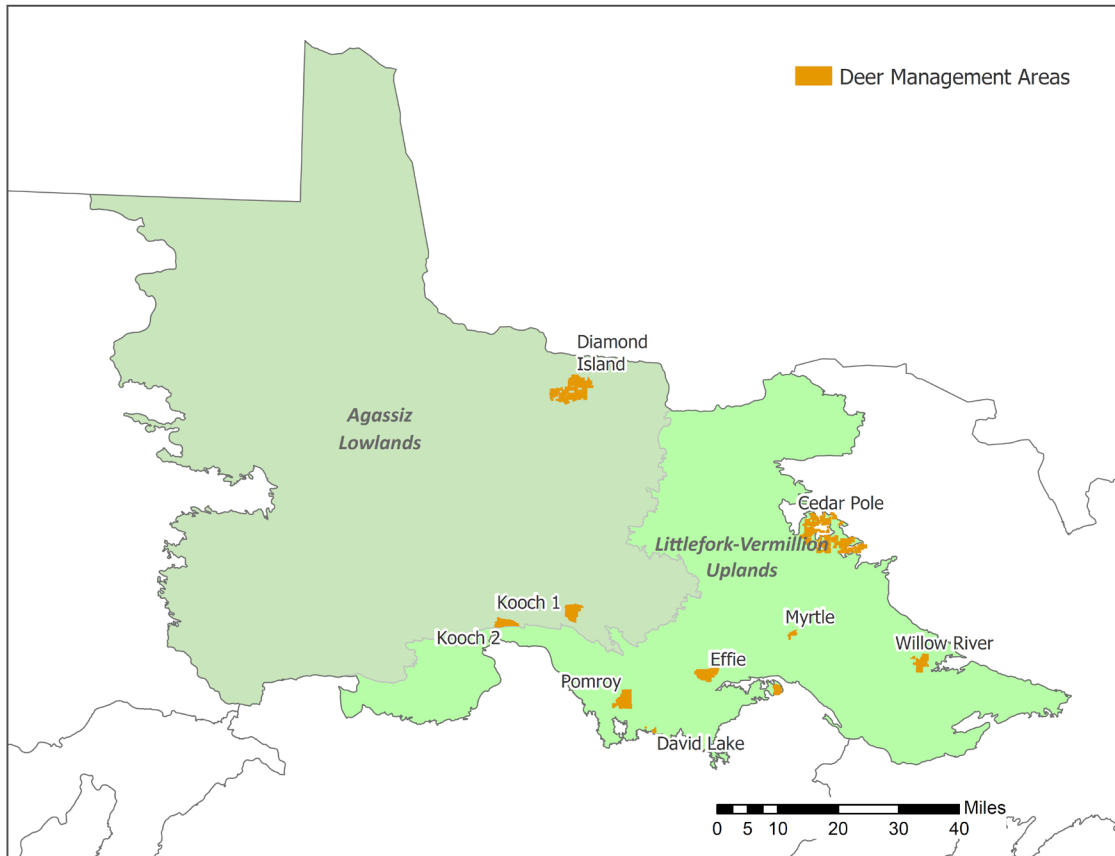 Deer Management Areas
Diamond
Island
Agassiz
Lowlands
Cedar Pole
Littlefork-Vermillion
Uplands
Kooch 1
Kooch 2
Myrtle
Willow River
Effie
Pomroy
David Lake
Miles
0 5 10 20 30 40